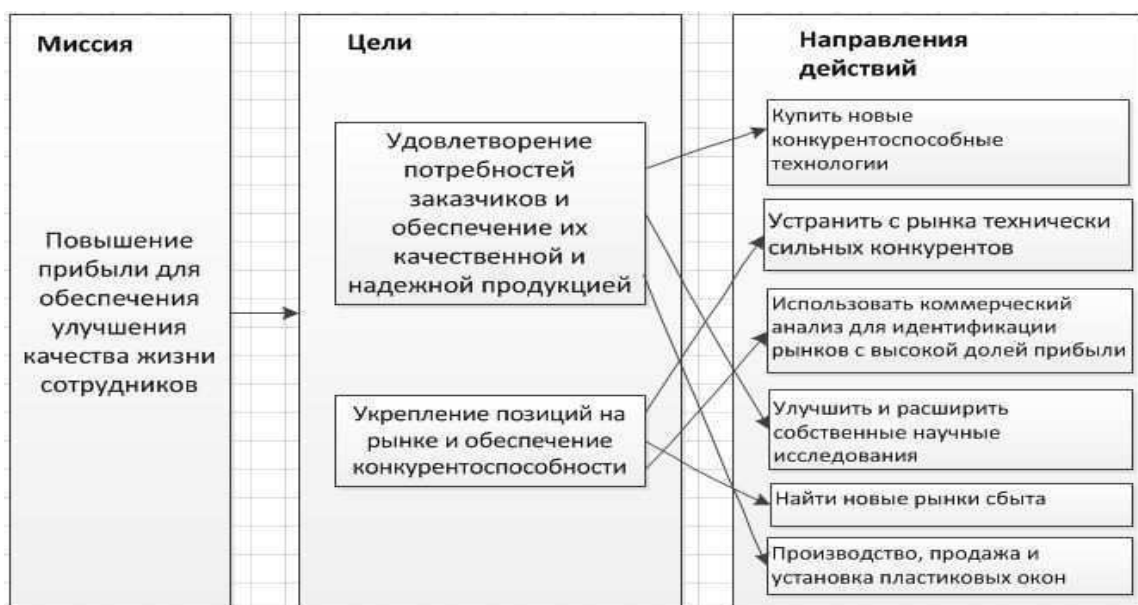 Миссия
Повышение
прибыли для
обеспечения
улучшения
качества жизни
сотрудников
Цели
Удовлетворение
потребностей
заказчиков и
обеспечение их
качественной и
надежной продукцией
Укрепление позиций на
рынке и обеспечение
конкурентоспособности
Направления
действий
Купить новые
конкурентоспособные
технологии
Устранить с рынка технически
сильных конкурентов
Использовать коммерческий
анализ для идентификации
рынков с высокой долей прибыли
Улучшить и расширить
собственные научные
исследования
Найти новые рынки сбыта
Производство, продажа и
установка пластиковых окон